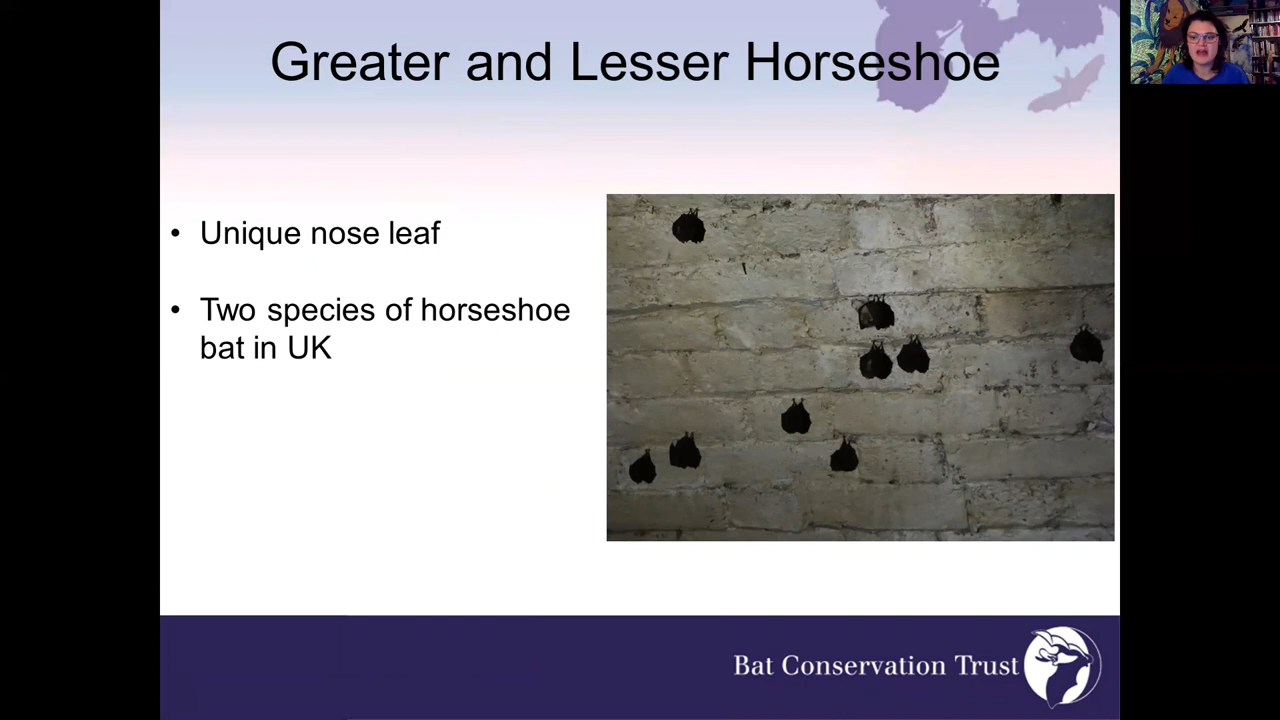 Greater and Lesser Horseshoe
• Unique nose leaf
• Two species of horseshoe
bat in UK
Bat Conservation Trust